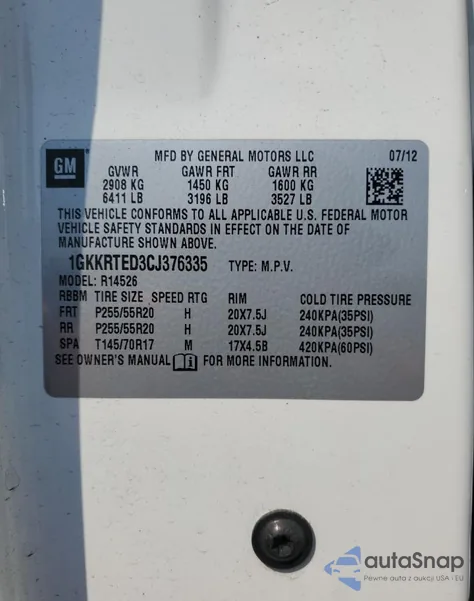 GM
MFD BY GENERAL MOTORS LLC 07/12
GVWR GAWR FRT GAWR RR
2908 KG 1450 KG 1600 KG
6411 LB 3196 LB 3527 LB
THIS VEHICLE CONFORMS TO ALL APPLICABLE U.S. FEDERAL MOTOR
VEHICLE SAFETY STANDARDS IN EFFECT ON THE DATE OF
MANUFACTURE SHOWN ABOVE.
1GKKRTED3CJ376335 TYPE: M.P.V.
MODEL: R14526
RBBM TIRE SIZE SPEED RTG RIM COLD TIRE PRESSURE
FRT P255/55R20 H 20X7.5J 240KPA(35PSI)
RR P255/55R20 H 20X7.5J 240KPA(35PSI)
SPA T145/70R17 M 17X4.5B 420KPA(60PSI)
SEE OWNER'S MANUAL FOR MORE INFORMATION.
autaSnap
Pewne auta z akcji USA i EU